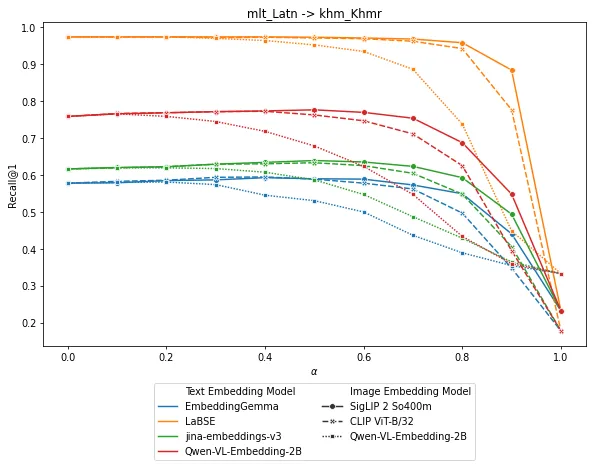 mlt_Latn -> khm_Khmr
Recall@1
1.0
0.9
0.8
0.7
0.6
0.5
0.4
0.3
0.2
0.0 0.2 0.4 0.6 0.8 1.0
α
Text Embedding Model Image Embedding Model
EmbeddingGemma SigLIP 2 So400m
LaBSE CLIP ViT-B/32
jina-embeddings-v3 Qwen-VL-Embedding-2B
Qwen-VL-Embedding-2B